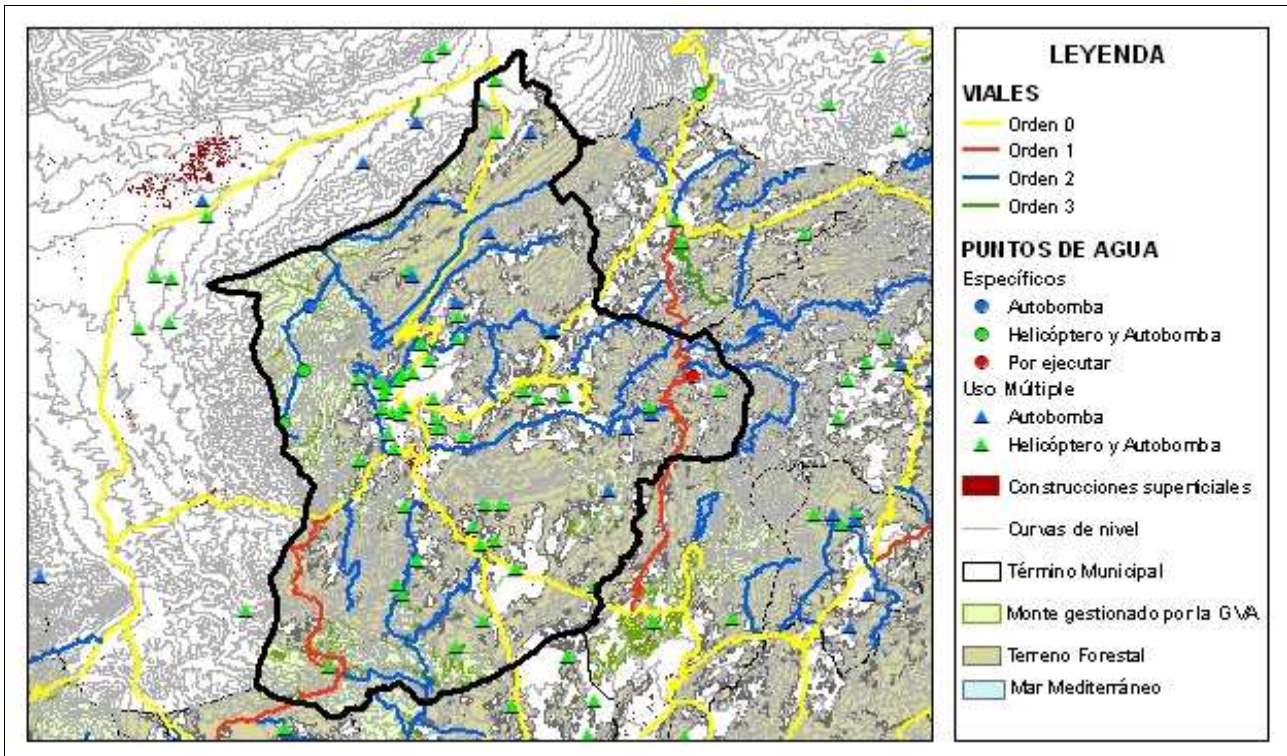 LEYENDA
VIALES
Orden 0
Orden 1
Orden 2
Orden 3
PUNTOS DE AGUA
Específicos
Autobomba
Helicóptero y Autobomba
Por ejecutar
Uso Múltiple
Autobomba
Helicóptero y Autobomba
Construcciones superficiales
Curvas de nivel
Término Municipal
Monte gestionado por la GVA
Terreno Forestal
Mar Mediterráneo